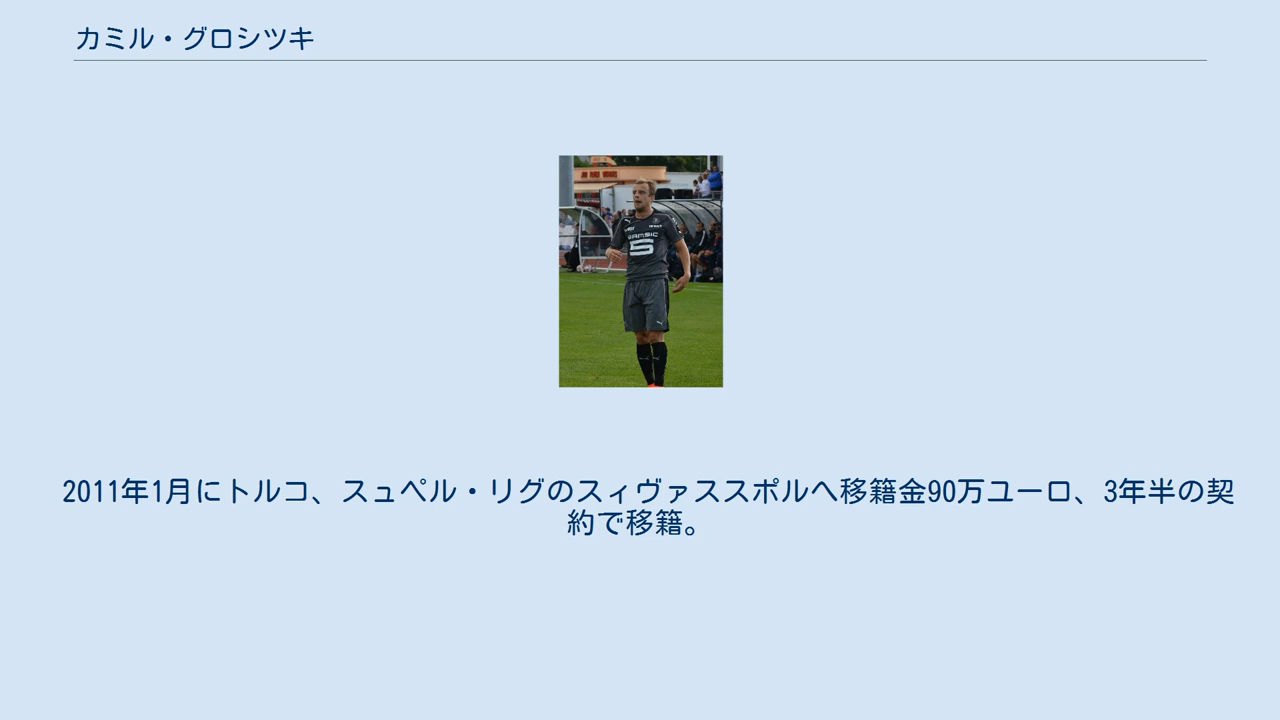 カミル・グロシツキ
SAMSIC
2011年1月にトルコ、スュペル・リグのスィヴァススポルへ移籍金90万ユーロ、3年半の契
約で移籍。